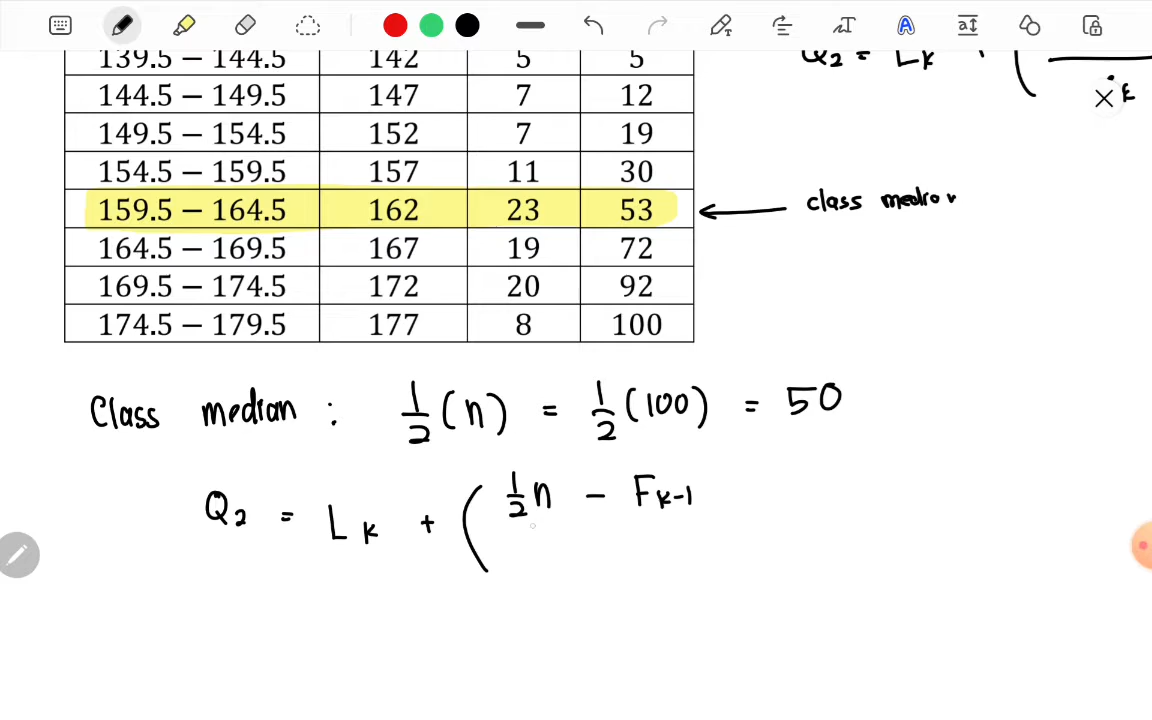 139.5 – 144.5 142 5 5
Q₂ = Lₖ
144.5 – 149.5 147 7 12
149.5 – 154.5 152 7 19
154.5 – 159.5 157 11 30
159.5 – 164.5 162 23 53
class median
164.5 – 169.5 167 19 72
169.5 – 174.5 172 20 92
174.5 – 179.5 177 8 100
Class median : 1/2 (n) = 1/2 (100) = 50
Q₂ = Lₖ + ( 1/2 n – Fₖ₋₁